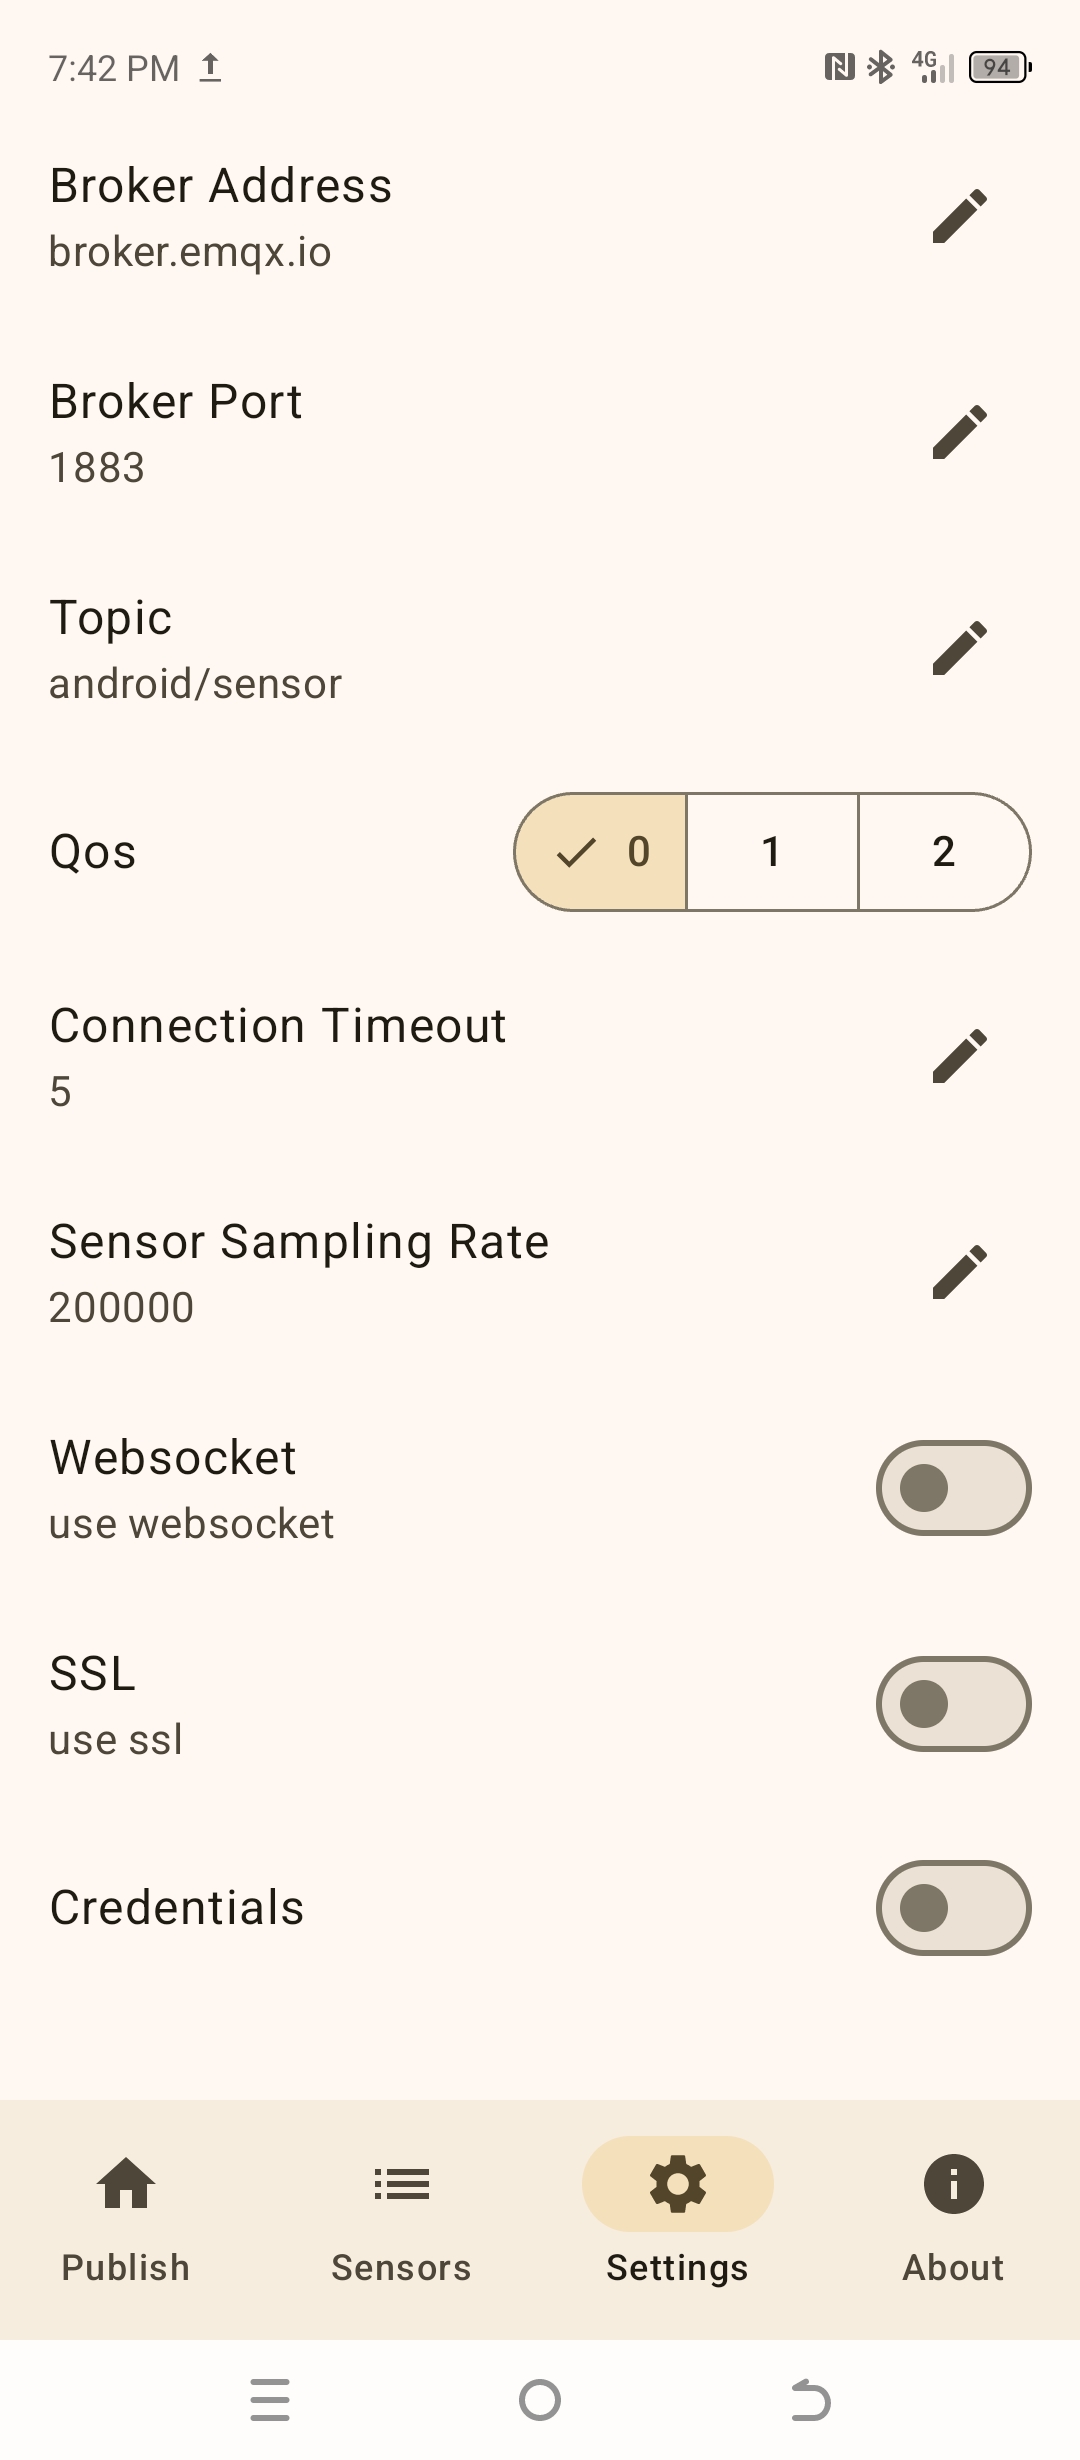 7:42 PM
4G
94
Broker Address
broker.emqx.io
Broker Port
1883
Topic
android/sensor
Qos
0
1
2
Connection Timeout
5
Sensor Sampling Rate
200000
Websocket
use websocket
SSL
use ssl
Credentials
Publish
Sensors
Settings
About